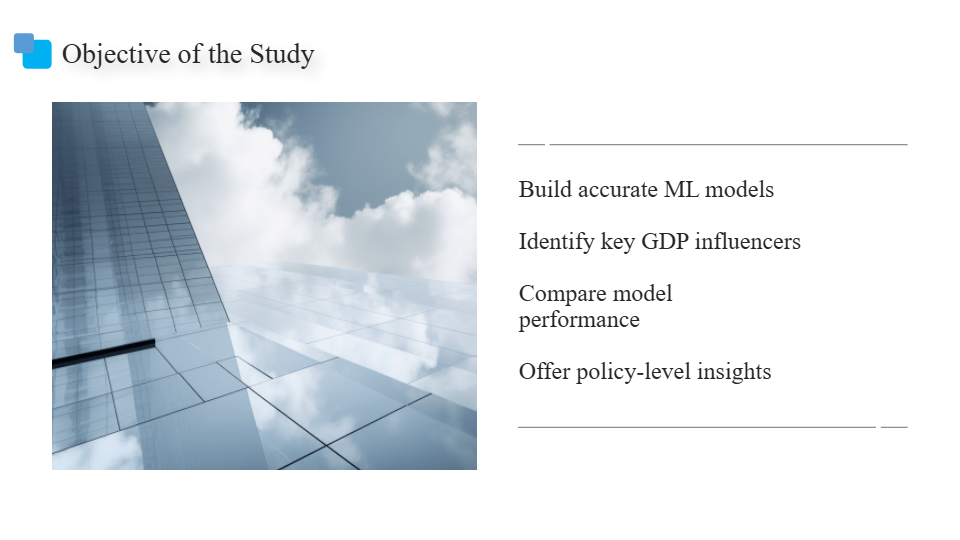 Objective of the Study
Build accurate ML models
Identify key GDP influencers
Compare model
performance
Offer policy-level insights